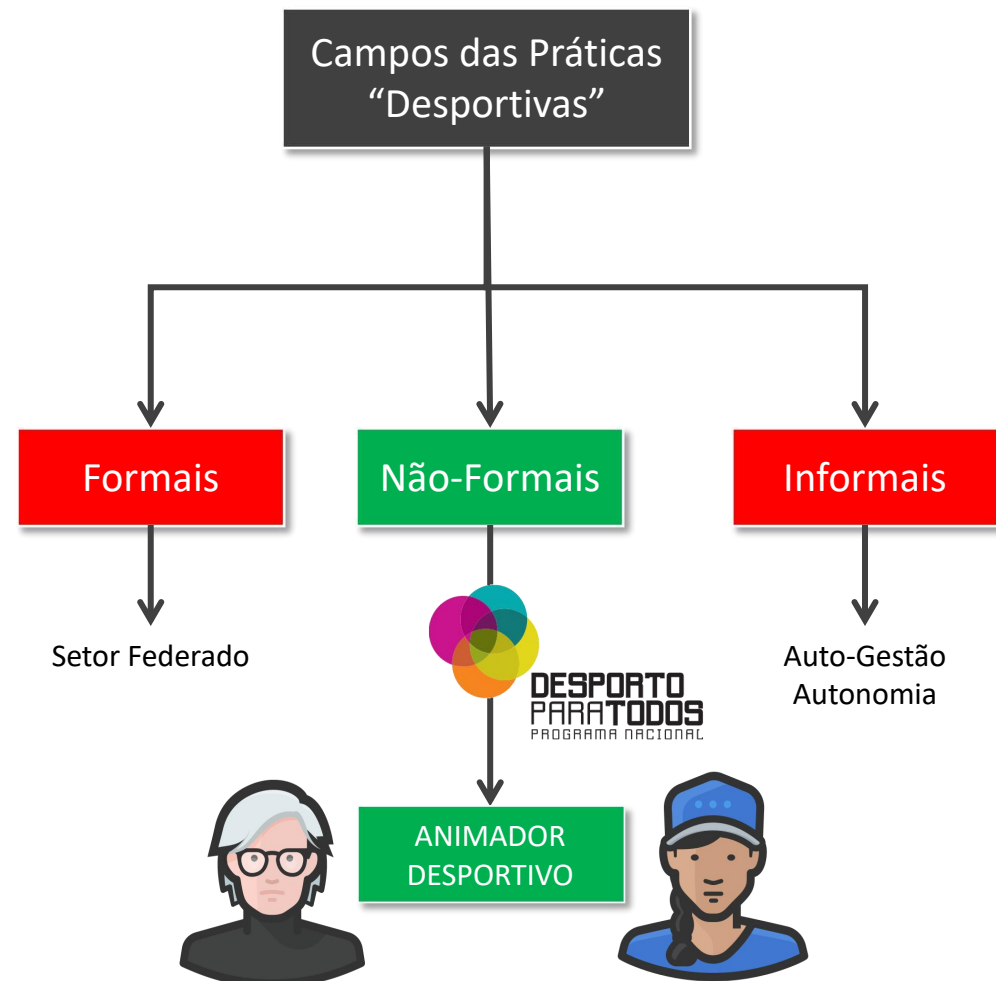 Campos das Práticas
“Desportivas”
Formais
Não-Formais
Informais
Setor Federado
DESPORTO
PARATODOS
PROGRAMA NACIONAL
Auto-Gestão
Autonomia
ANIMADOR
DESPORTIVO